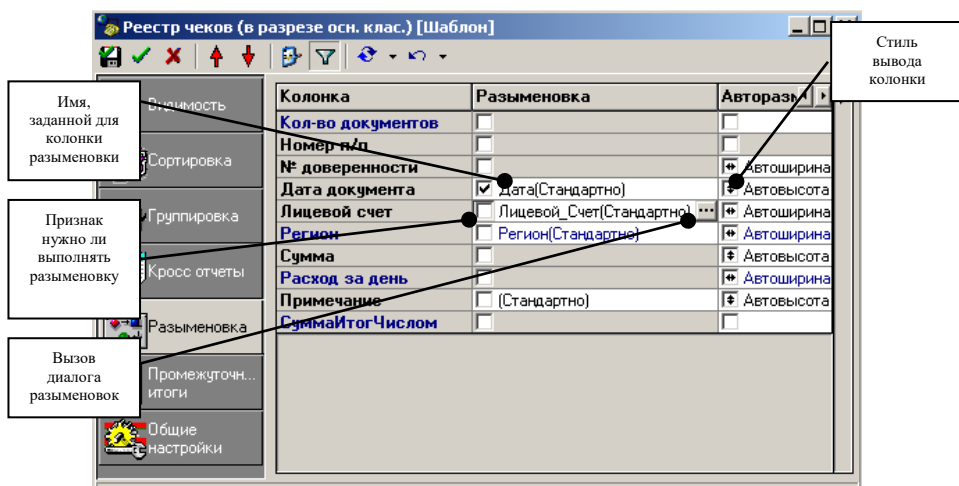 Реестр чеков (в разрезе осн. клас.) [Шаблон]
Стиль
вывода
колонки
Имя,
заданной для
колонки
разыменовки
Признак
нужно ли
выполнять
разыменовку
Вызов
диалога
разыменовок
Видимость
Сортировка
Группировка
Кросс отчеты
Разыменовка
Промежуточн...
итоги
Общие
настройки
Колонка Разыменовка Авторазм
Кол-во документов
Номер п/п
№ доверенности Автоширина
Дата документа Дата(Стандартно) Автовысота
Лицевой счет Лицевой_Счет(Стандартно) ... Автоширина
Регион Регион(Стандартно) Автоширина
Сумма Автовысота
Расход за день Автоширина
Примечание (Стандартно) Автовысота
СуммаИтогЧислом